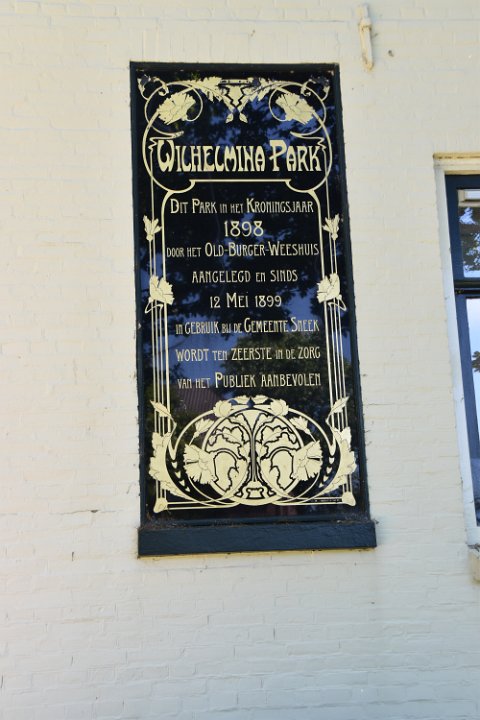 WILHELMINA PARK
DIT PARK IN HET KRONINGSJAAR
1898
DOOR HET OLD-BURGER-WEESHUIS
AANGELEGD EN SINDS
12 MEI 1899
IN GEBRUIK BIJ DE GEMEENTE SNEEK
WORDT TEN ZEERSTE IN DE ZORG
VAN HET PUBLIEK AANBEVOLEN